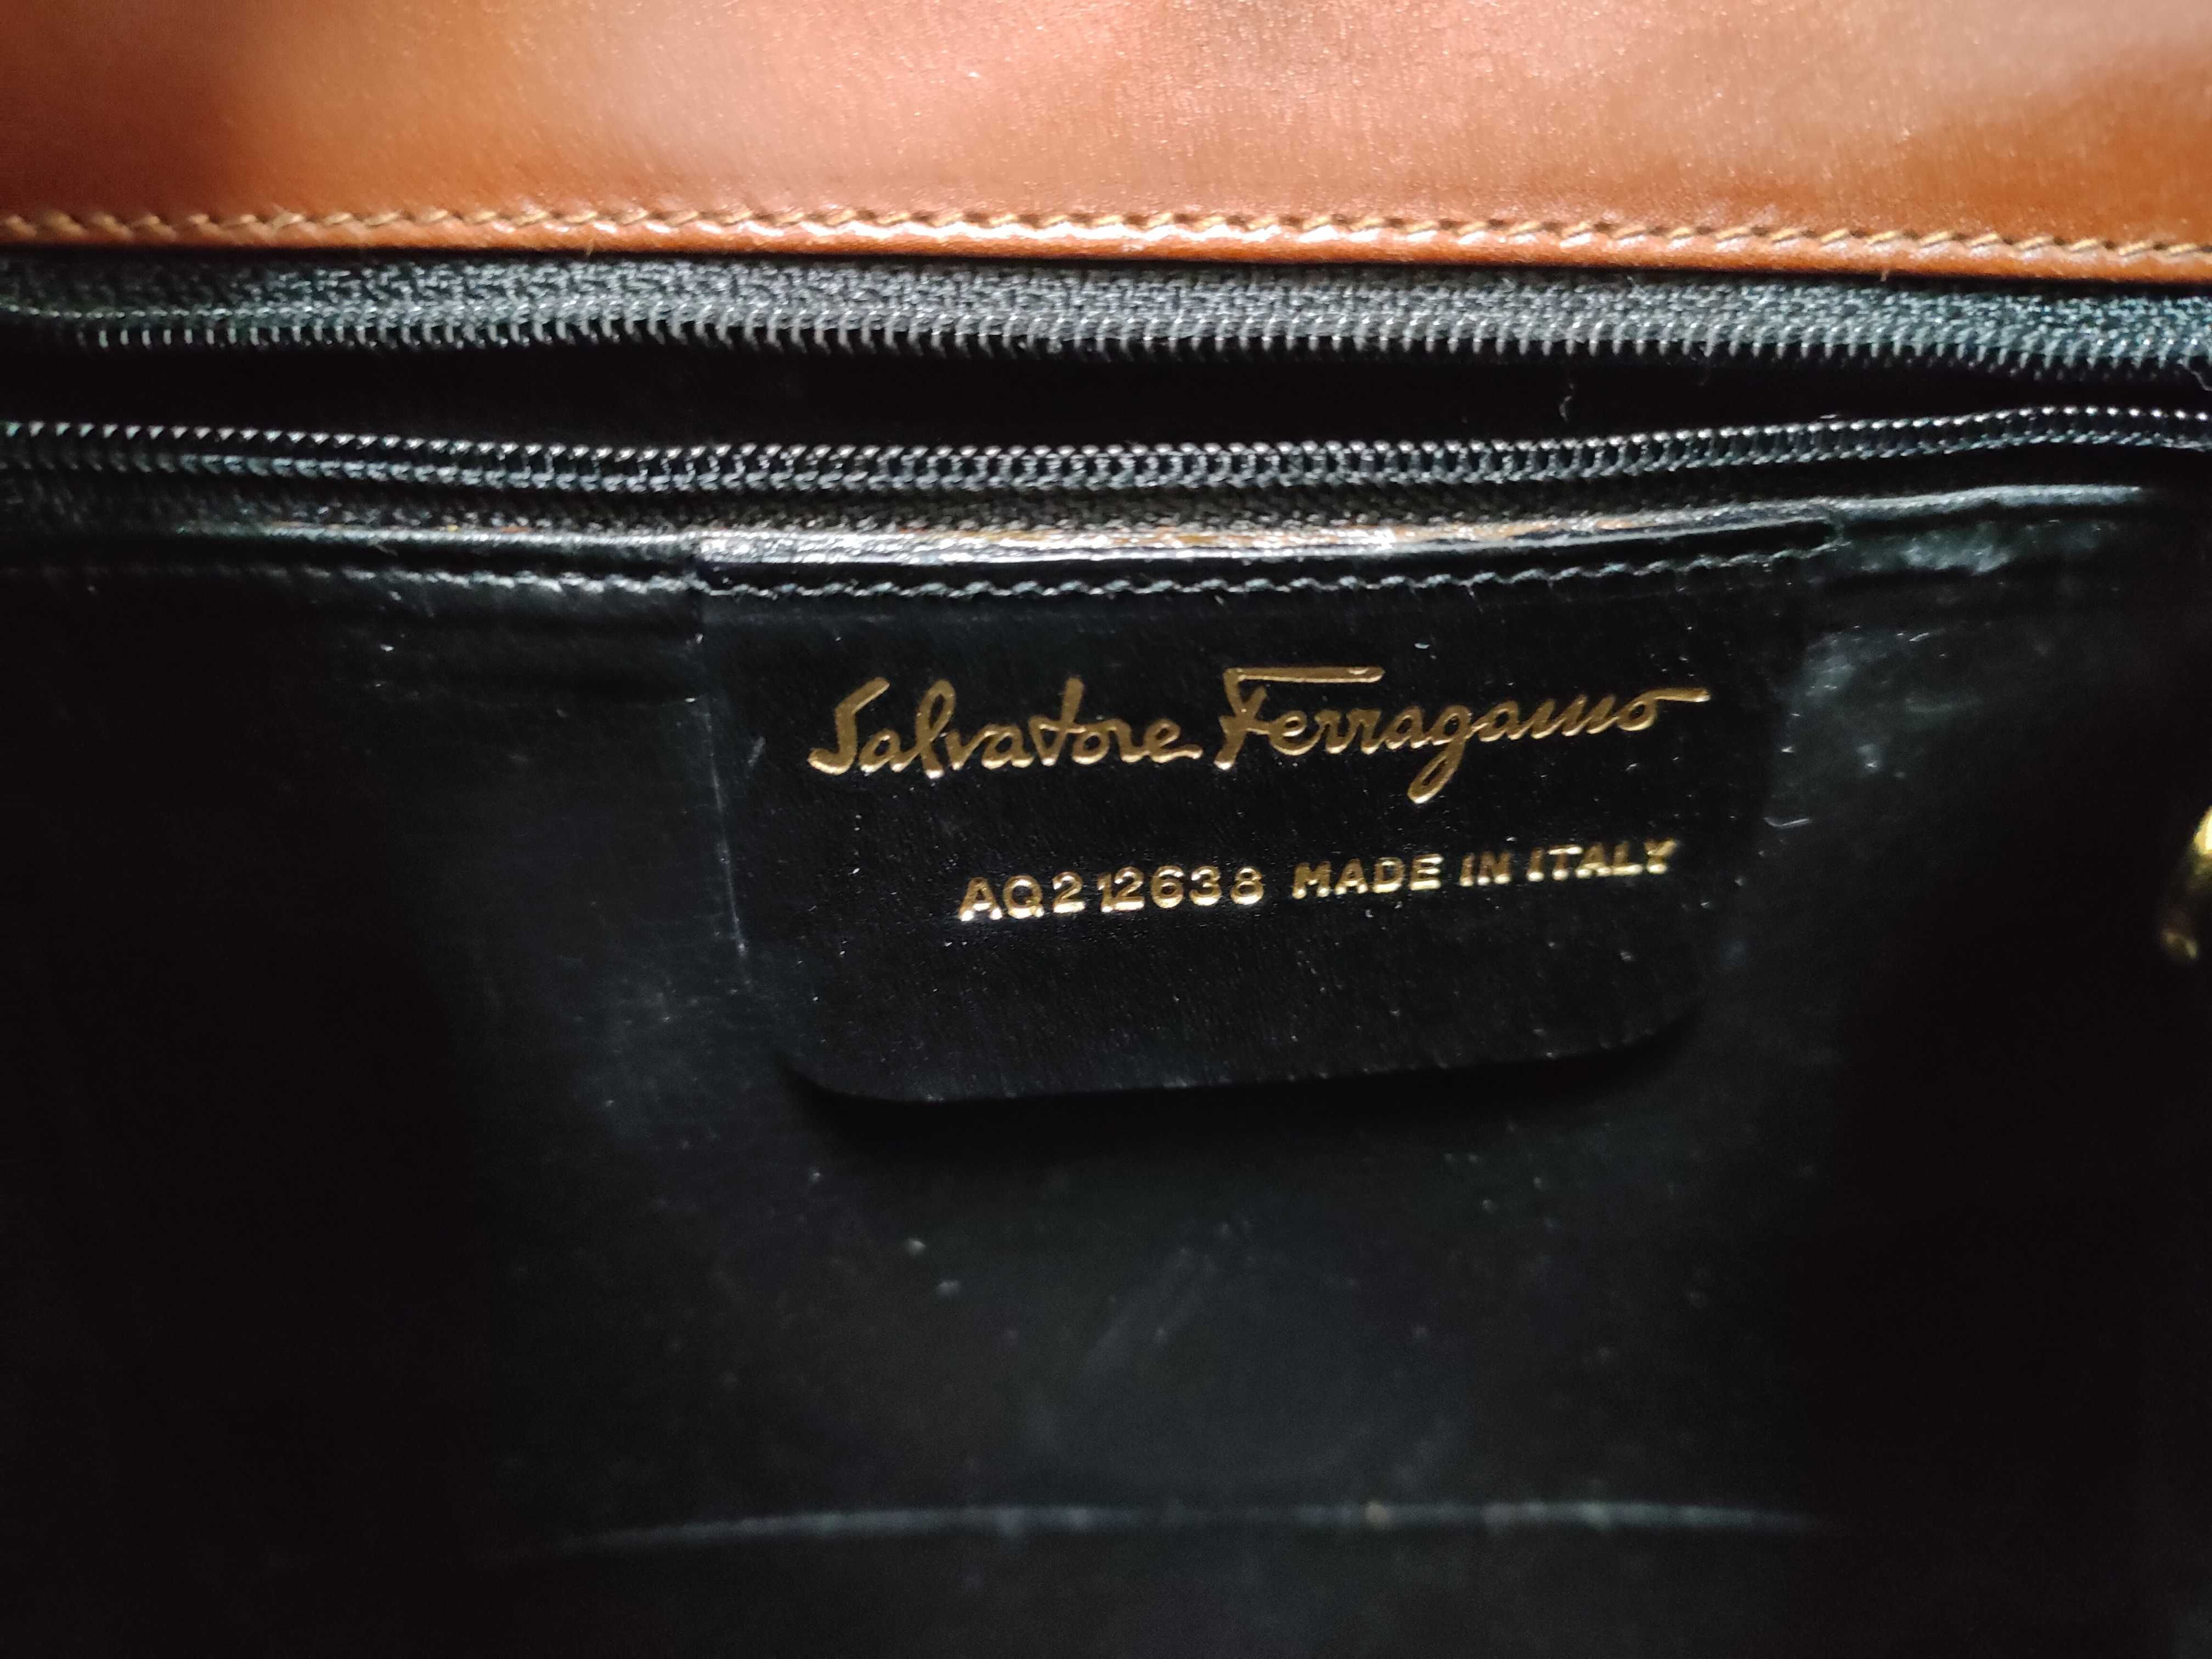 Salvatore Ferragamo
AQ212638 MADE IN ITALY